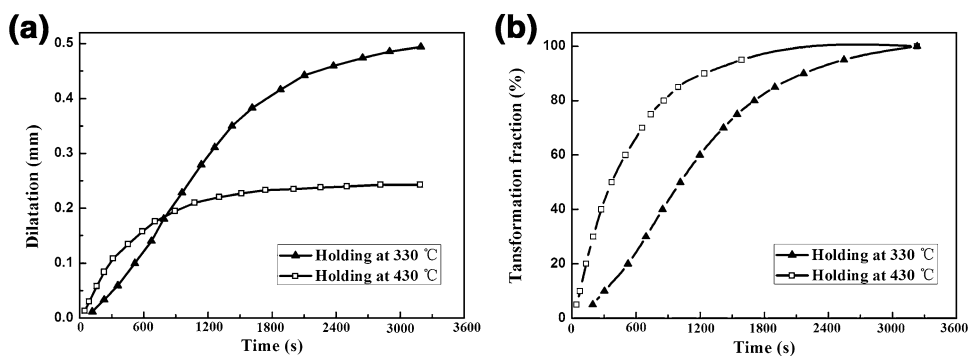 (a)
0.5
0.4
0.3
0.2
0.1
0.0
Dilatation (mm)
Holding at 330 ℃
Holding at 430 ℃
0 600 1200 1800 2400 3000 3600
Time (s)
(b)
100
80
60
40
20
0
Tansformation fraction (%)
Holding at 330 ℃
Holding at 430 ℃
0 600 1200 1800 2400 3000 3600
Time (s)